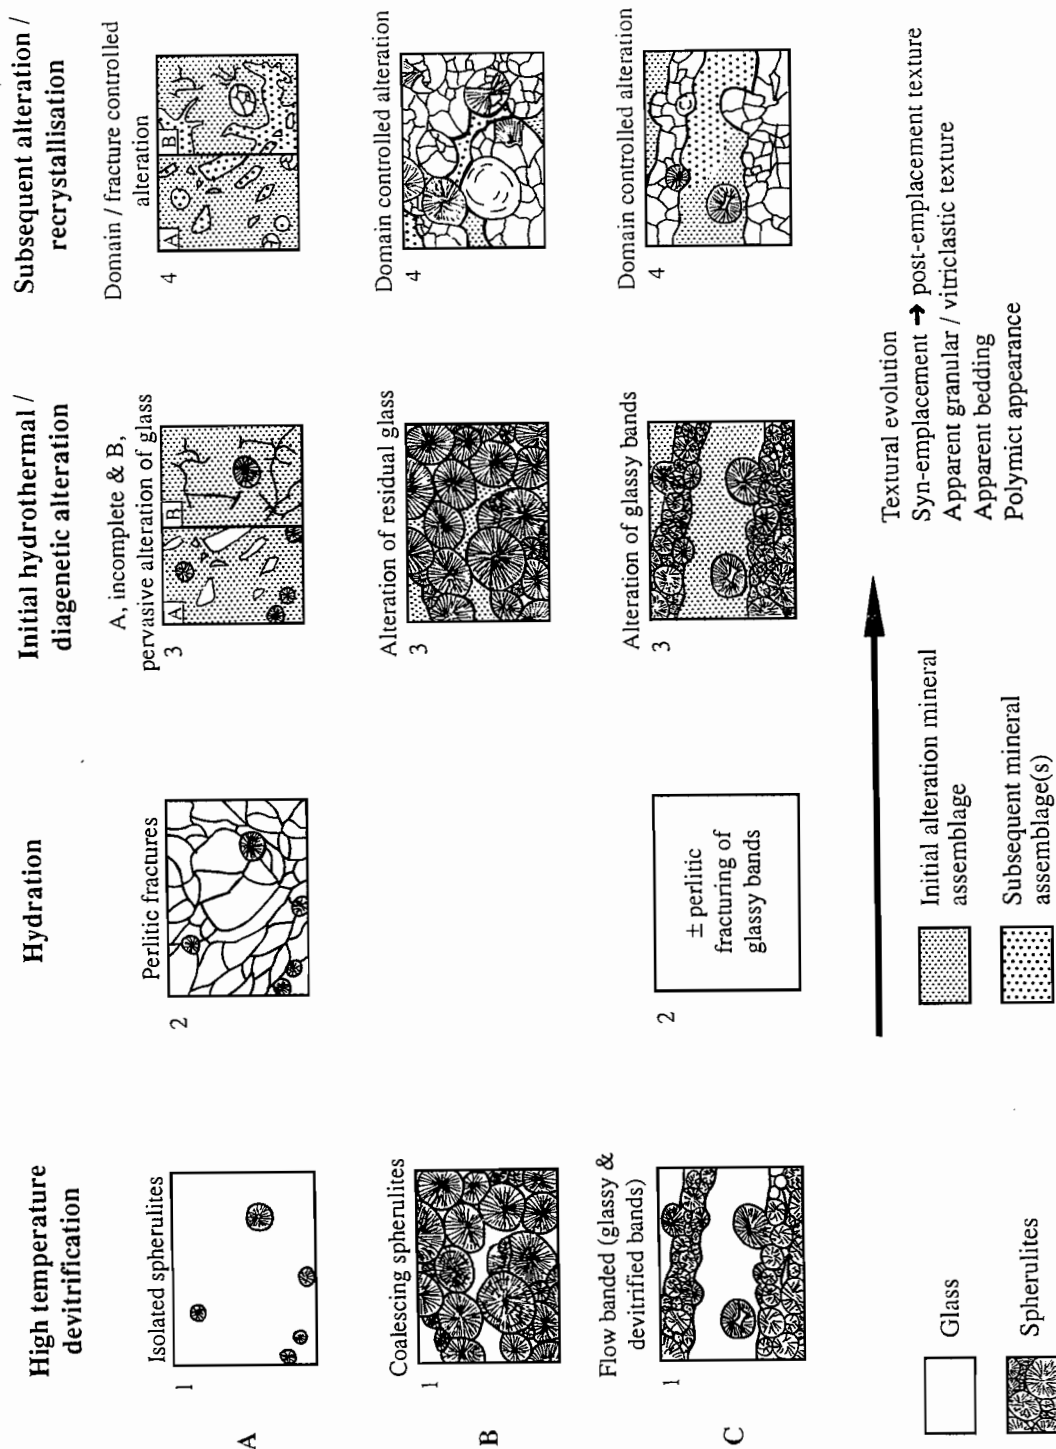 High temperature
devitrification
Hydration
Initial hydrothermal /
diagenetic alteration
Subsequent alteration /
recrystallisation
A
Isolated spherulites
1
Perlitic fractures
2
A, incomplete & B,
pervasive alteration of glass
3
A
B
Domain / fracture controlled
alteration
4
A
B
B
Coalescing spherulites
1
Alteration of residual glass
3
Domain controlled alteration
4
C
Flow banded (glassy &
devitrified bands)
1
2
± perlitic
fracturing of
glassy bands
Alteration of glassy bands
3
Domain controlled alteration
4
Glass
Spherulites
Initial alteration mineral
assemblage
Subsequent mineral
assemblage(s)
Textural evolution
Syn-emplacement → post-emplacement texture
Apparent granular / vitriclastic texture
Apparent bedding
Polymict appearance